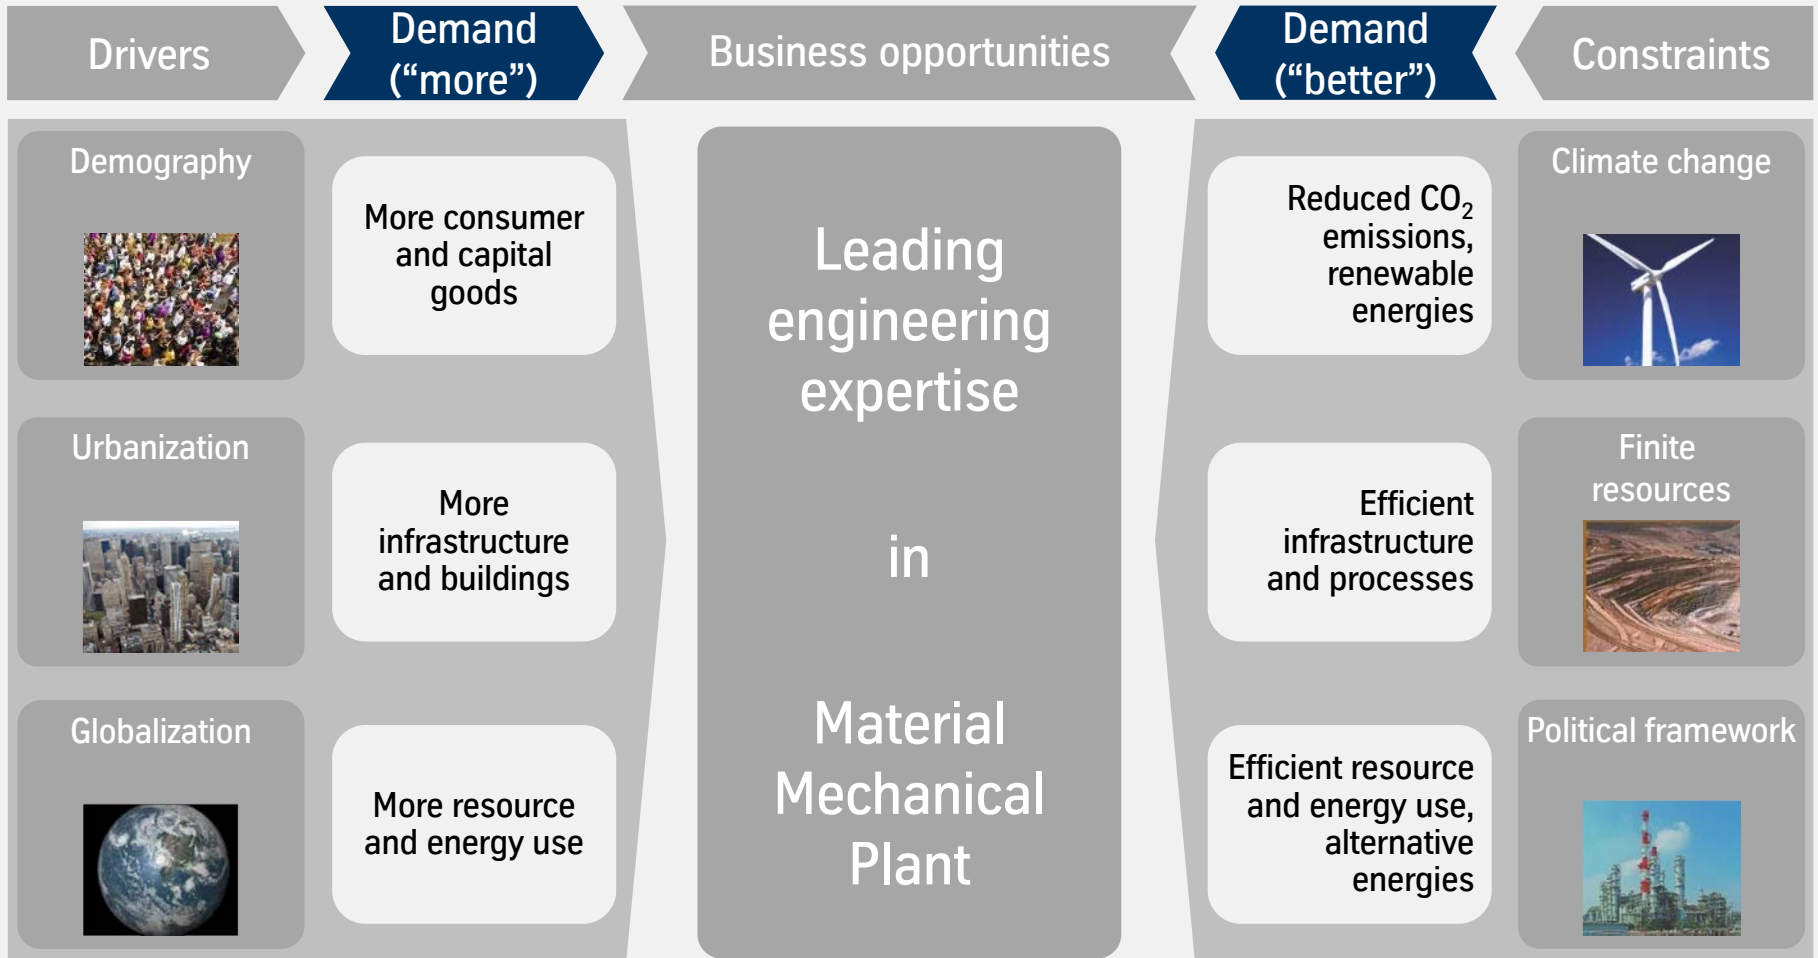 Drivers
Demand
(“more”)
Business opportunities
Demand
(“better”)
Constraints
Demography
More consumer
and capital
goods
Urbanization
More
infrastructure
and buildings
Globalization
More resource
and energy use
Leading
engineering
expertise
in
Material
Mechanical
Plant
Reduced CO₂
emissions,
renewable
energies
Climate change
Efficient
infrastructure
and processes
Finite
resources
Efficient resource
and energy use,
alternative
energies
Political framework